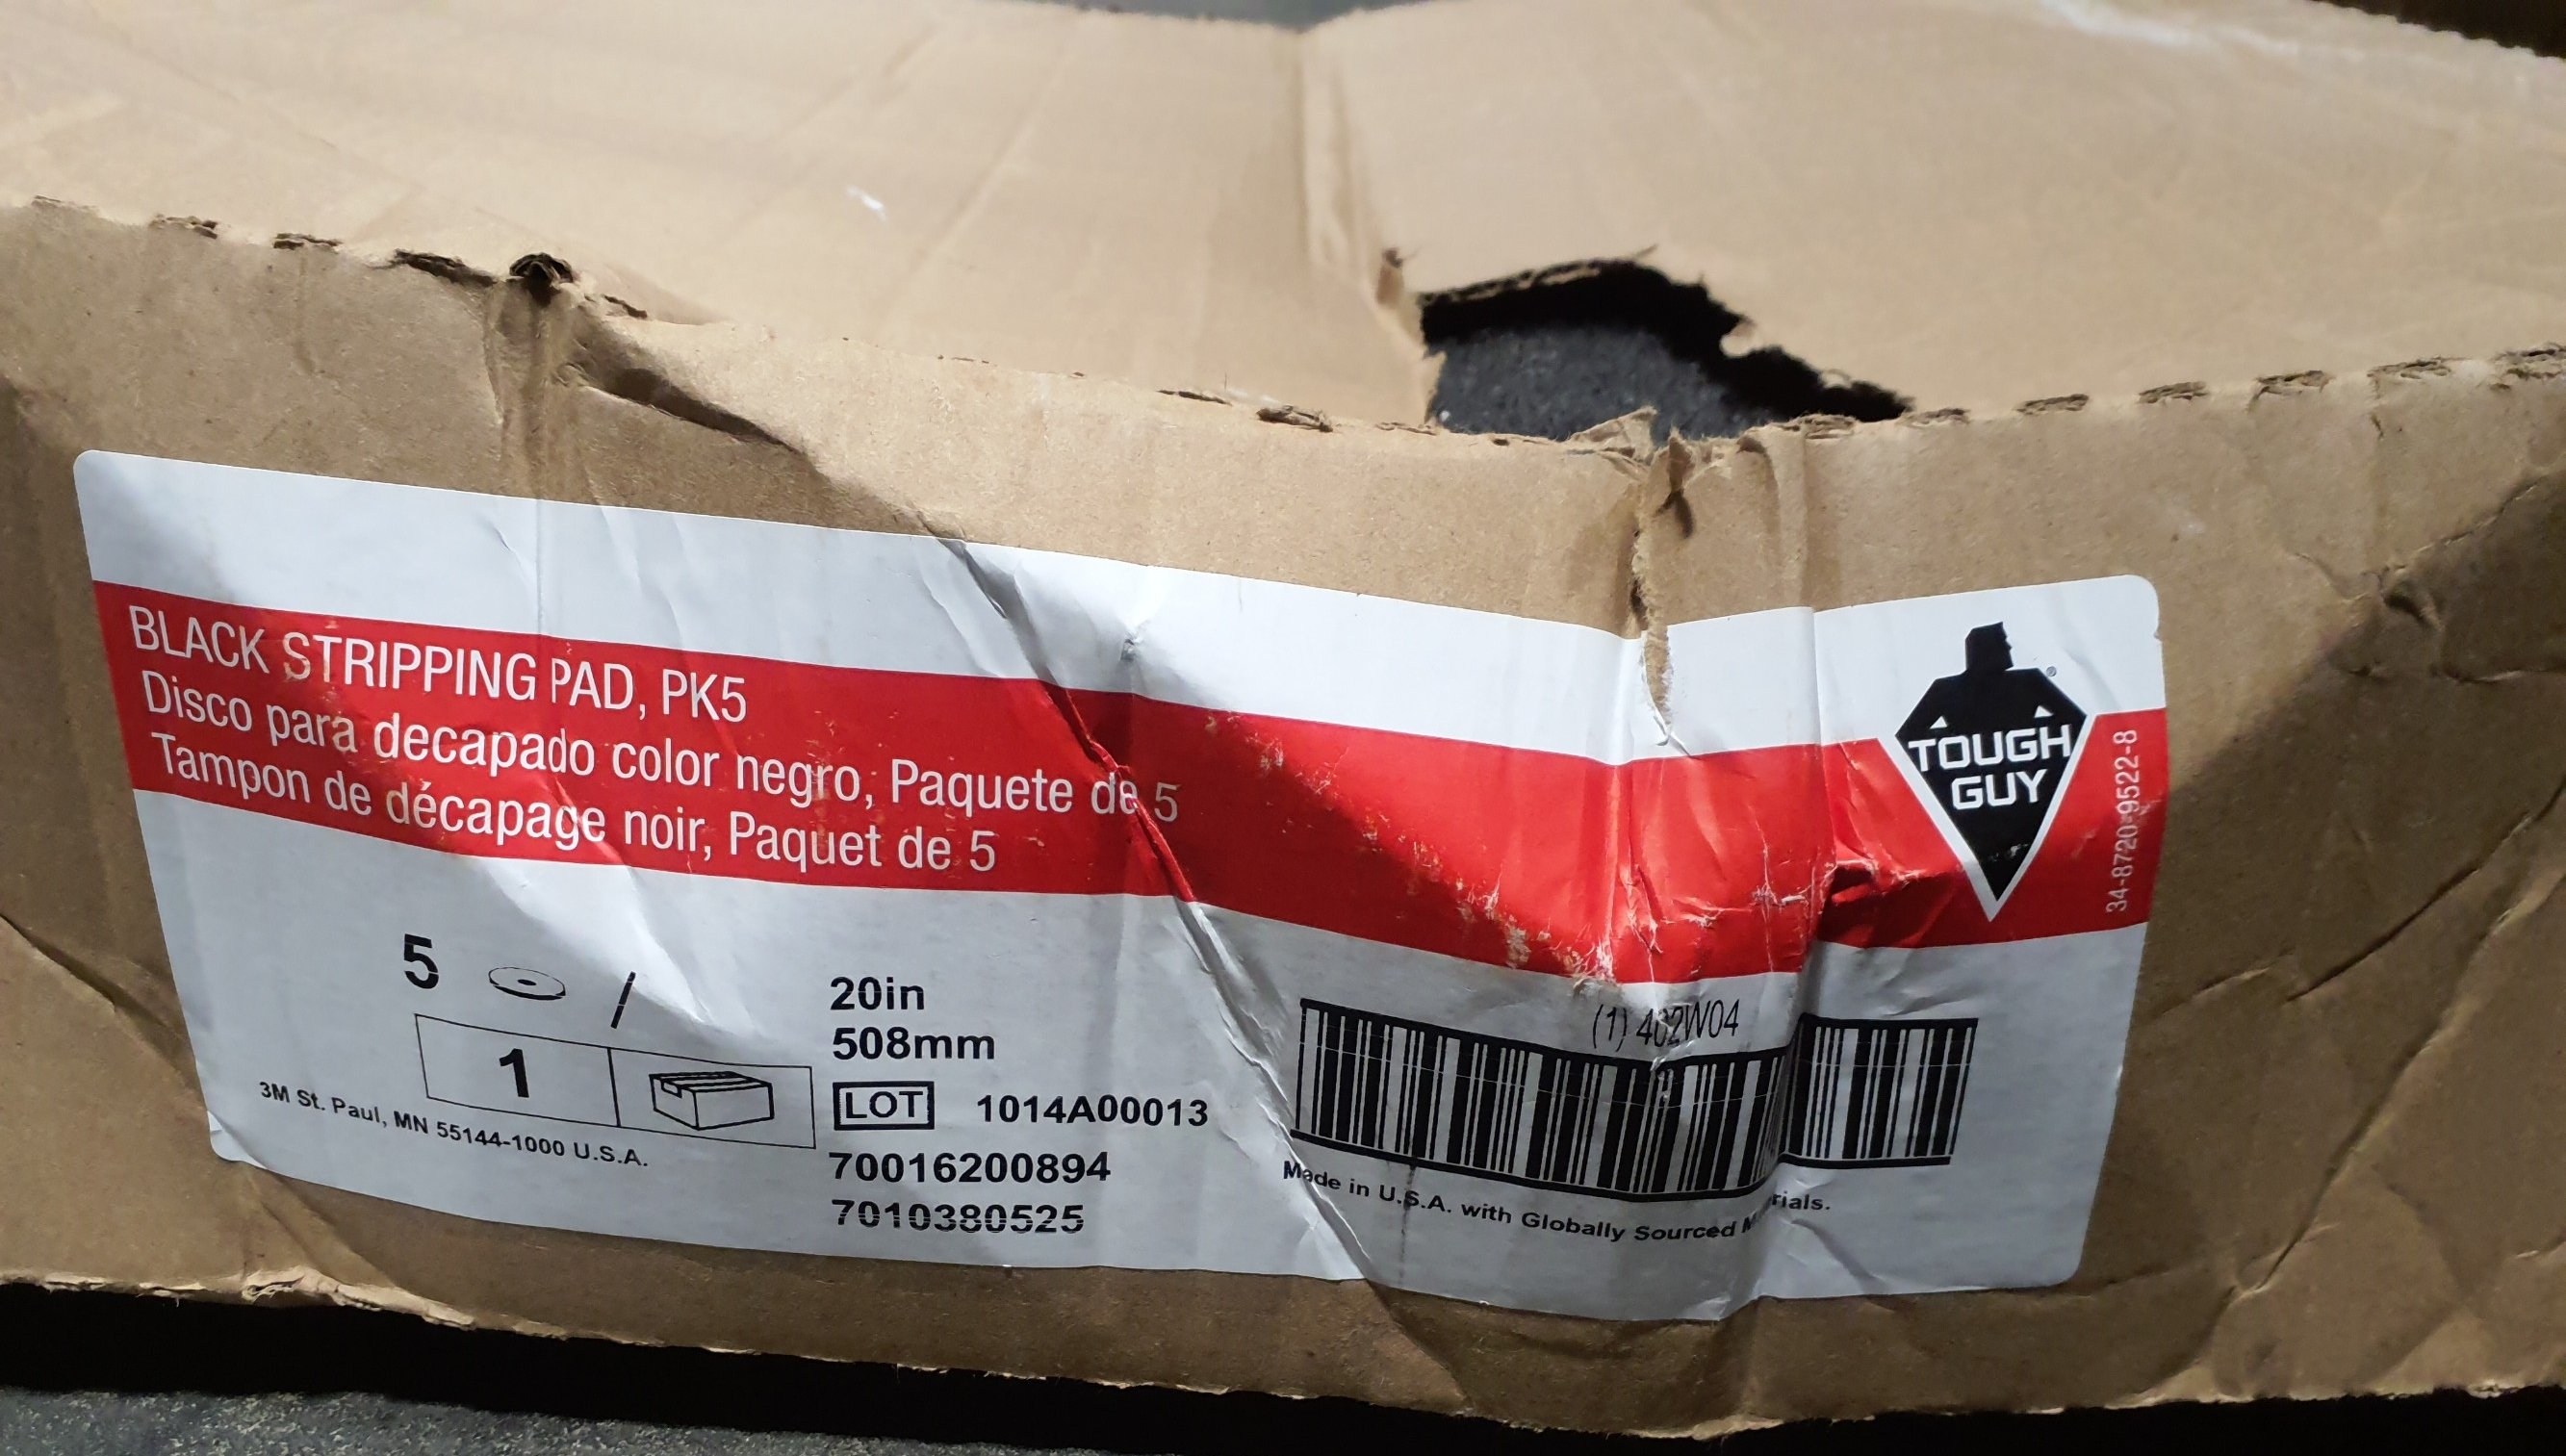 BLACK STRIPPING PAD, PK5
Disco para decapado color negro, Paquete de 5
Tampon de décapage noir, Paquet de 5
TOUGH
GUY
®
34-8720-9522-8
5 /
1
3M St. Paul, MN 55144-1000 U.S.A.
20in
508mm
LOT 1014A00013
70016200894
7010380525
(1) 402W04
Made in U.S.A. with Globally Sourced